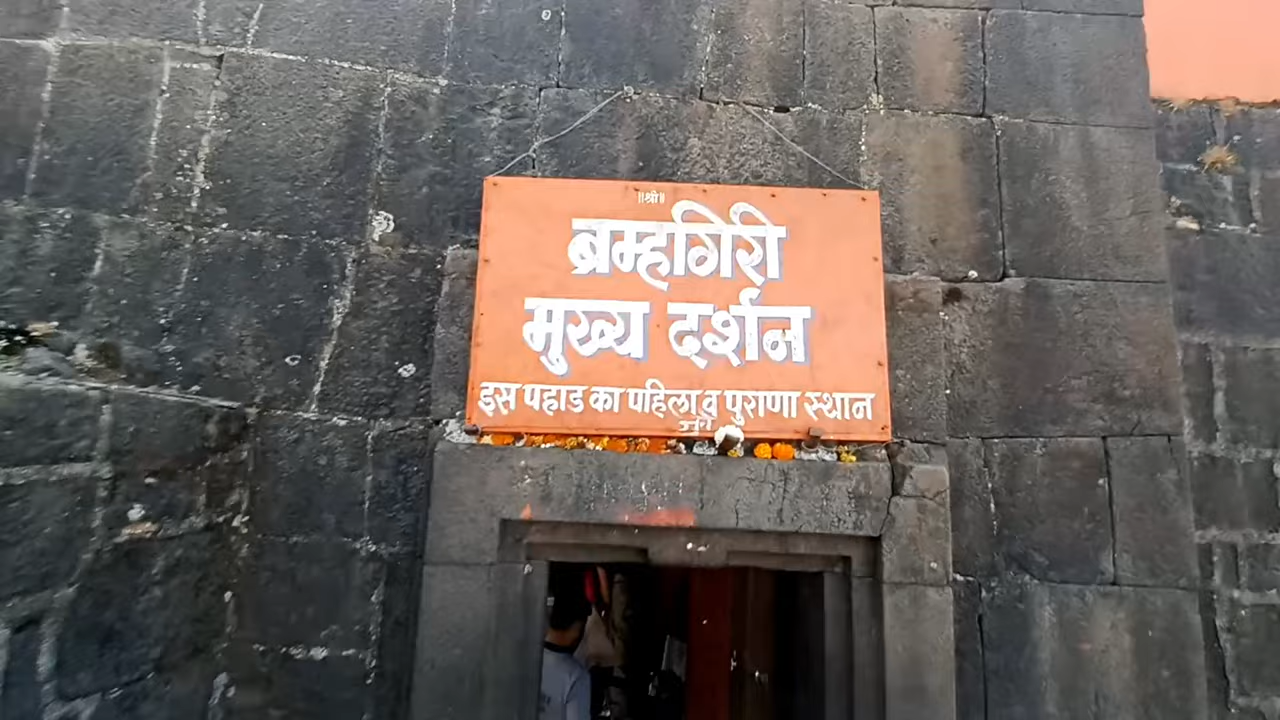 ॥श्री॥
ब्रम्हगिरी
मुख्य दर्शन
इस पहाड का पहिला व पुराणा स्थान